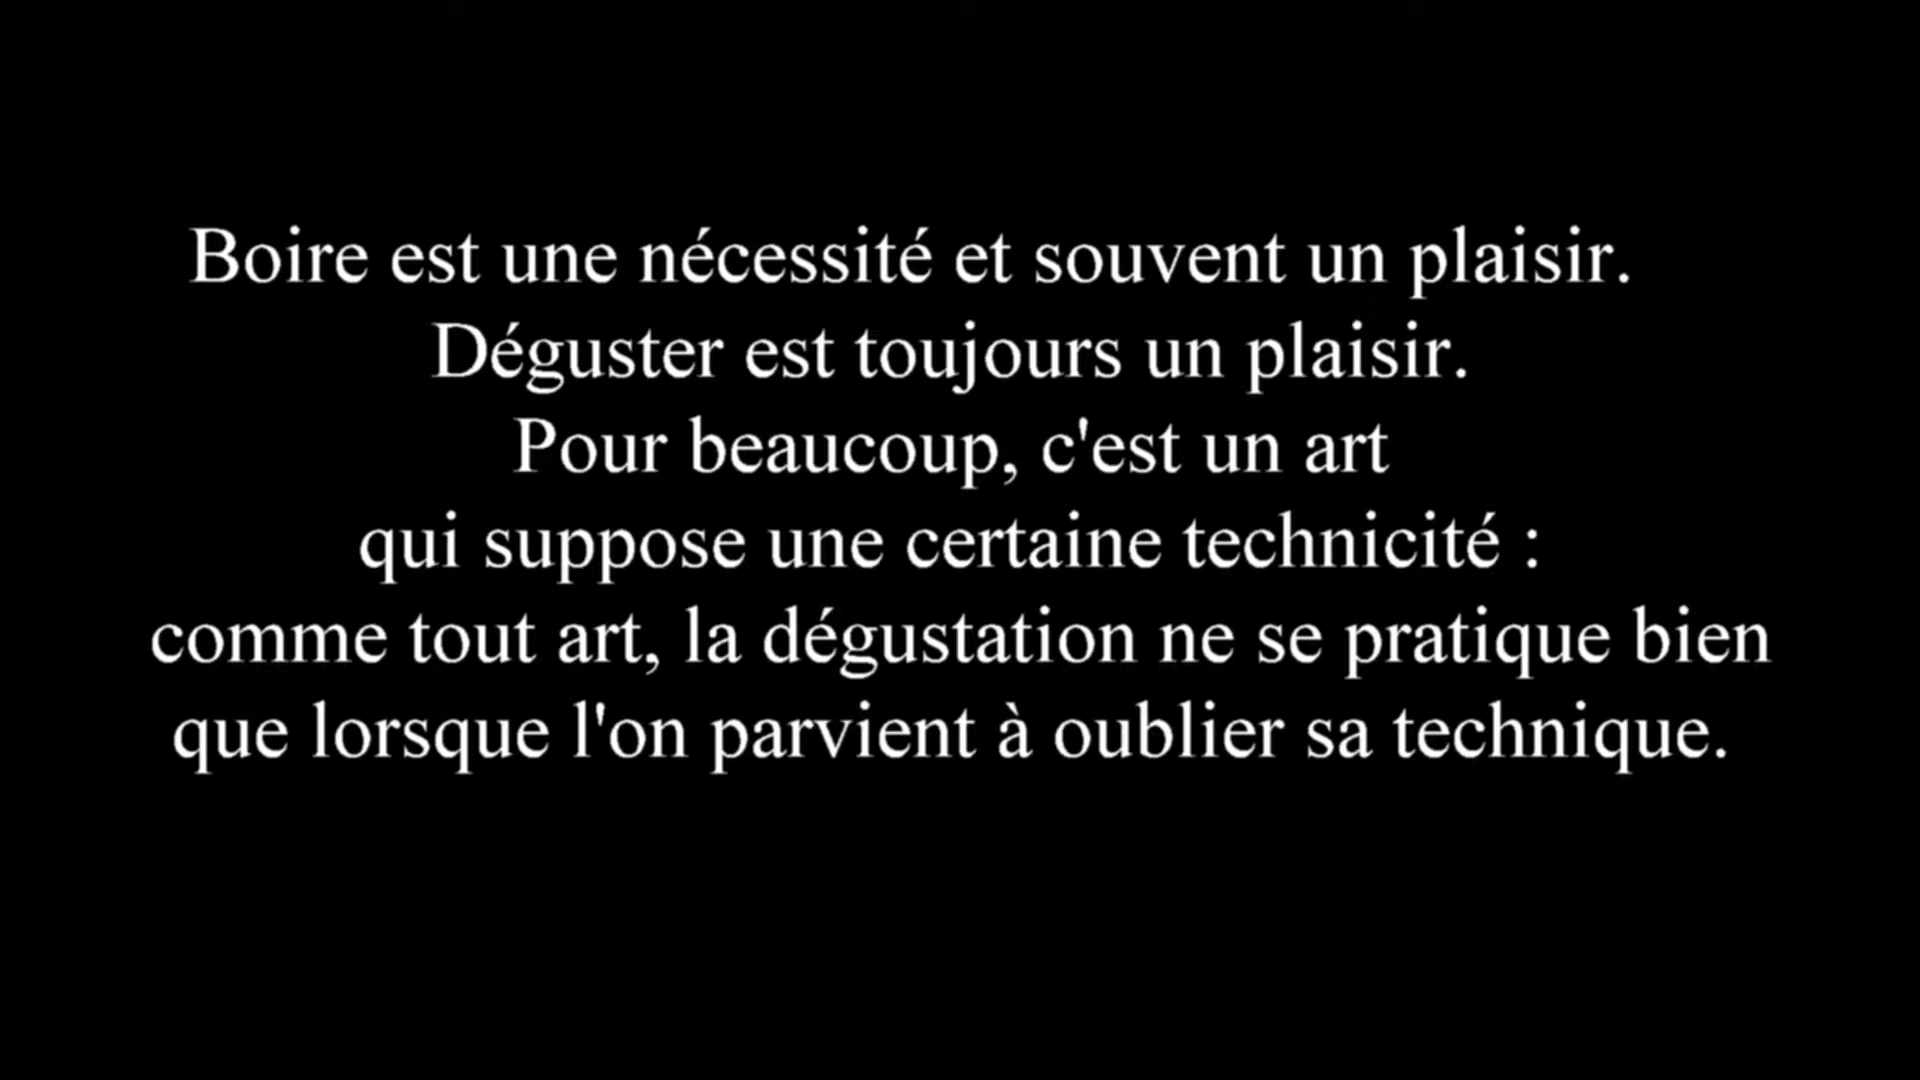 Boire est une nécessité et souvent un plaisir.
Déguster est toujours un plaisir.
Pour beaucoup, c'est un art
qui suppose une certaine technicité :
comme tout art, la dégustation ne se pratique bien
que lorsque l'on parvient à oublier sa technique.